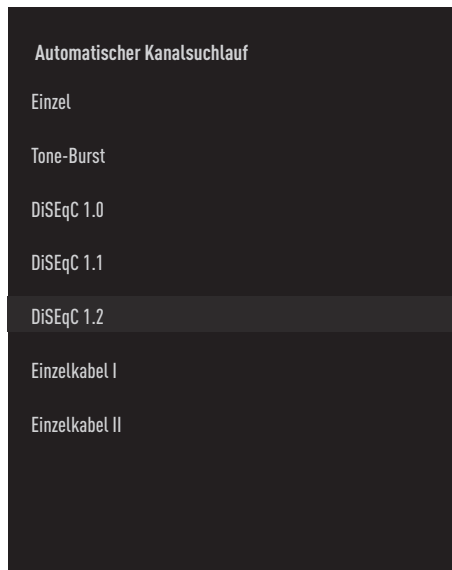 Automatischer Kanalsuchlauf
Einzel
Tone-Burst
DiSEqC 1.0
DiSEqC 1.1
DiSEqC 1.2
Einzelkabel I
Einzelkabel II